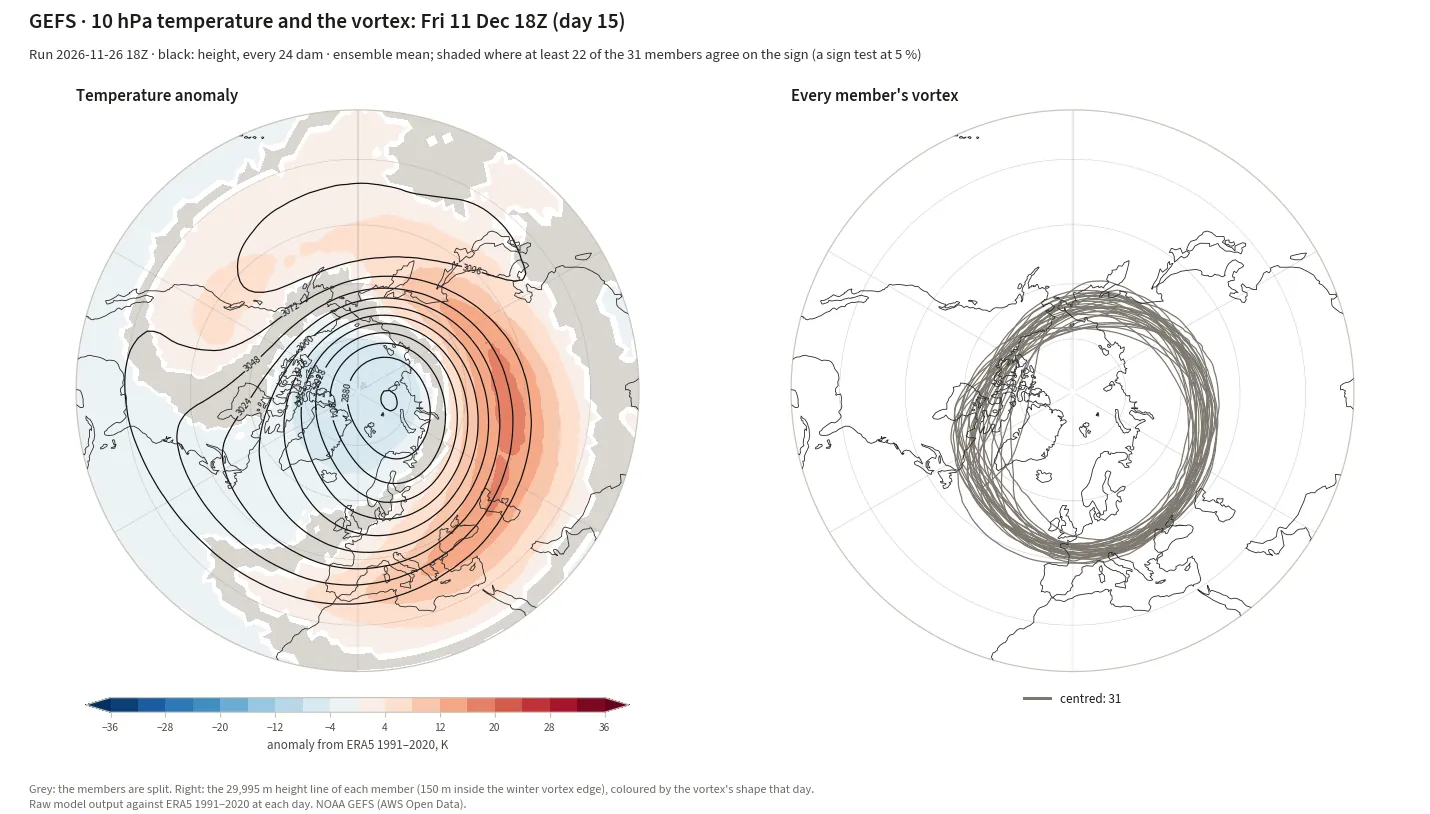 GEFS · 10 hPa temperature and the vortex: Fri 11 Dec 18Z (day 15)
Run 2026-11-26 18Z · black: height, every 24 dam · ensemble mean; shaded where at least 22 of the 31 members agree on the sign (a sign test at 5 %)
Temperature anomaly
Every member's vortex
3096
3072
3048
3024
2880
centred: 31
−36 −28 −20 −12 −4 4 12 20 28 36
anomaly from ERA5 1991–2020, K
Grey: the members are split. Right: the 29,995 m height line of each member (150 m inside the winter vortex edge), coloured by the vortex's shape that day.
Raw model output against ERA5 1991–2020 at each day. NOAA GEFS (AWS Open Data).